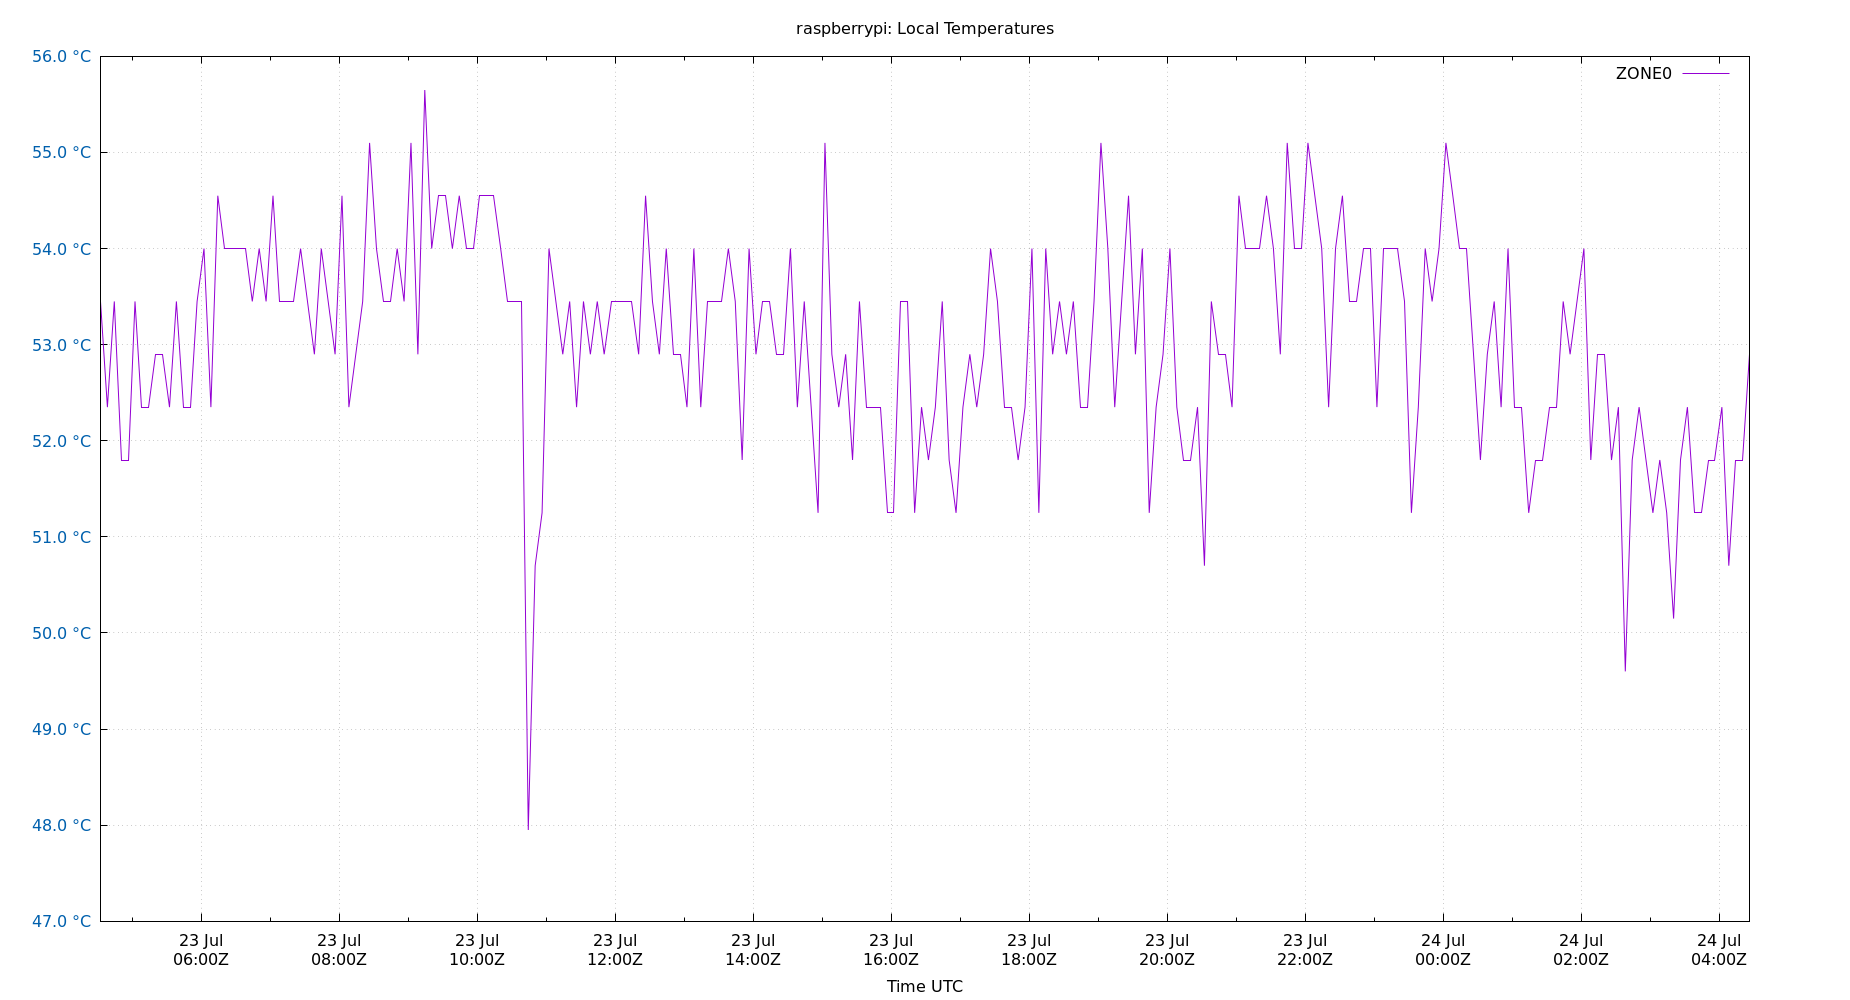 raspberrypi: Local Temperatures
ZONE0
56.0 °C
55.0 °C
54.0 °C
53.0 °C
52.0 °C
51.0 °C
50.0 °C
49.0 °C
48.0 °C
47.0 °C
23 Jul 23 Jul 23 Jul 23 Jul 23 Jul 23 Jul 23 Jul 23 Jul 23 Jul 24 Jul 24 Jul 24 Jul
06:00Z 08:00Z 10:00Z 12:00Z 14:00Z 16:00Z 18:00Z 20:00Z 22:00Z 00:00Z 02:00Z 04:00Z
Time UTC